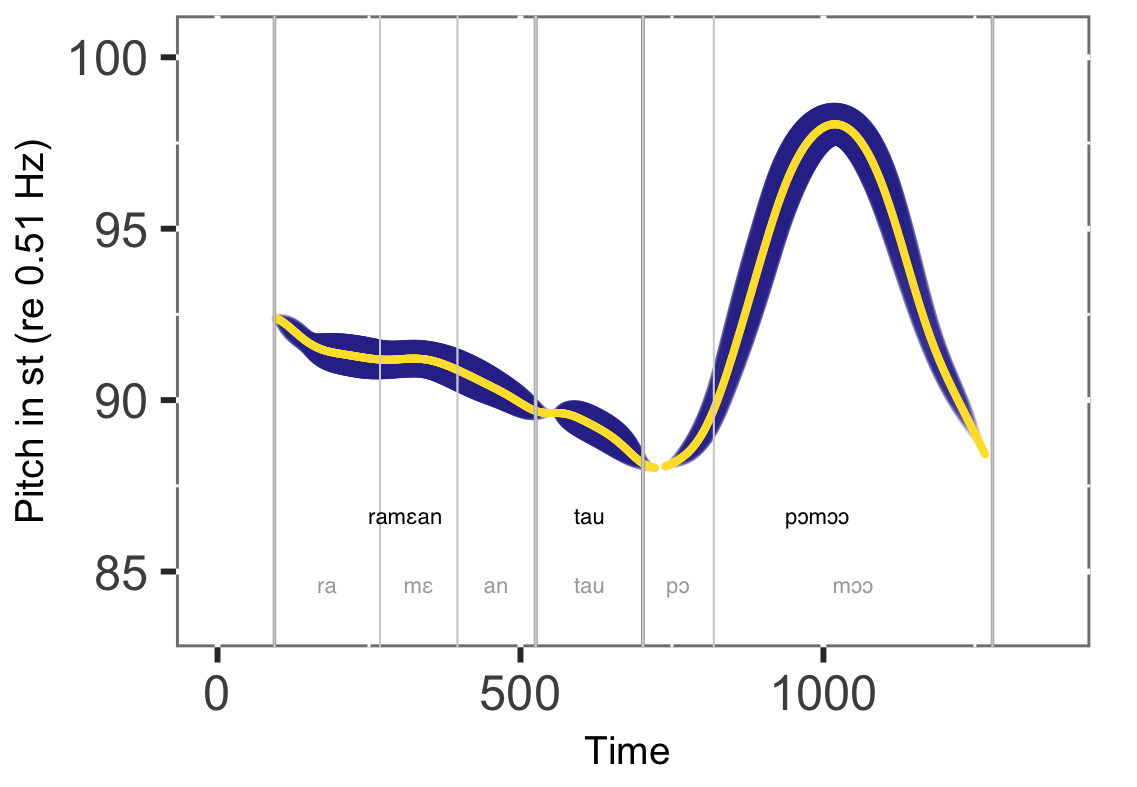 100
95
90
85
Pitch in st (re 0.51 Hz)
ramɛan tau pɔmɔɔ
ra mɛ an tau pɔ mɔɔ
0 500 1000
Time